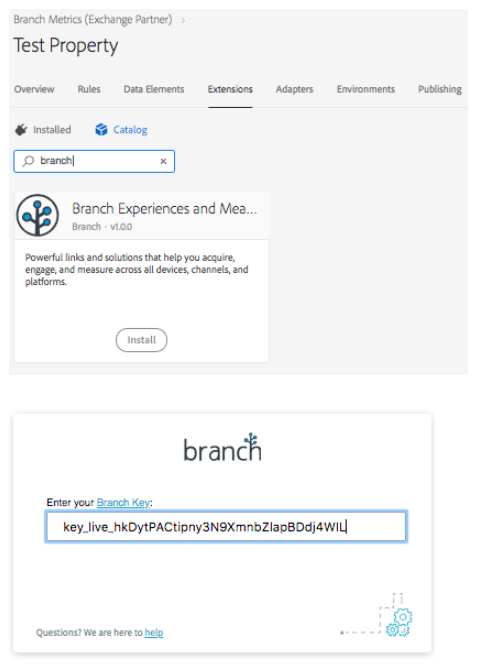 Branch Metrics (Exchange Partner) >
Test Property
Overview Rules Data Elements Extensions Adapters Environments Publishing
Installed Catalog
branch ×
Branch Experiences and Mea...
Branch - v1.0.0
Powerful links and solutions that help you acquire,
engage, and measure across all devices, channels, and
platforms.
Install
branch
Enter your Branch Key:
key_live_hkDytPACtipny3N9XmnbZlapBDdj4WIL
Questions? We are here to help